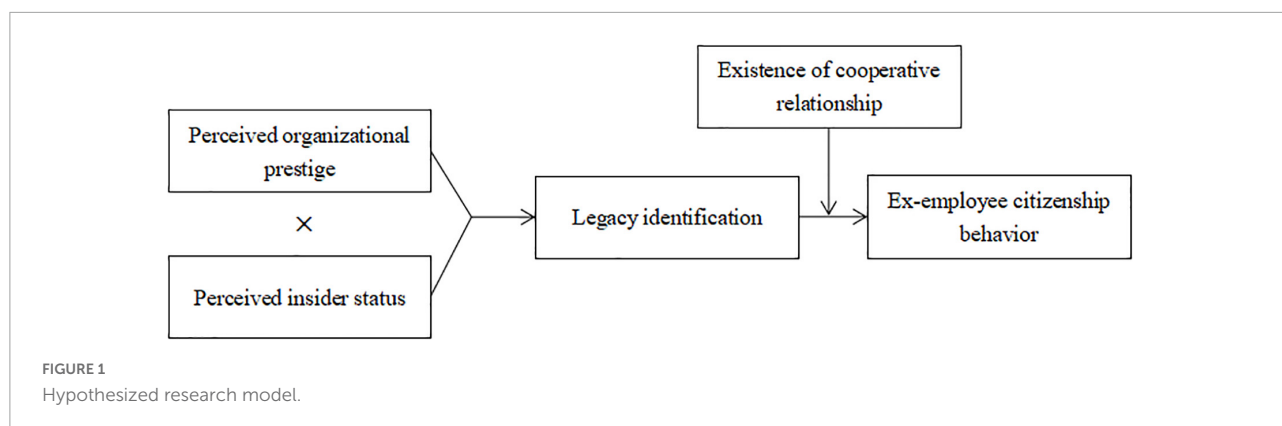 Existence of cooperative
relationship
Perceived organizational
prestige
×
Perceived insider status
Legacy identification
Ex-employee citizenship
behavior
FIGURE 1
Hypothesized research model.